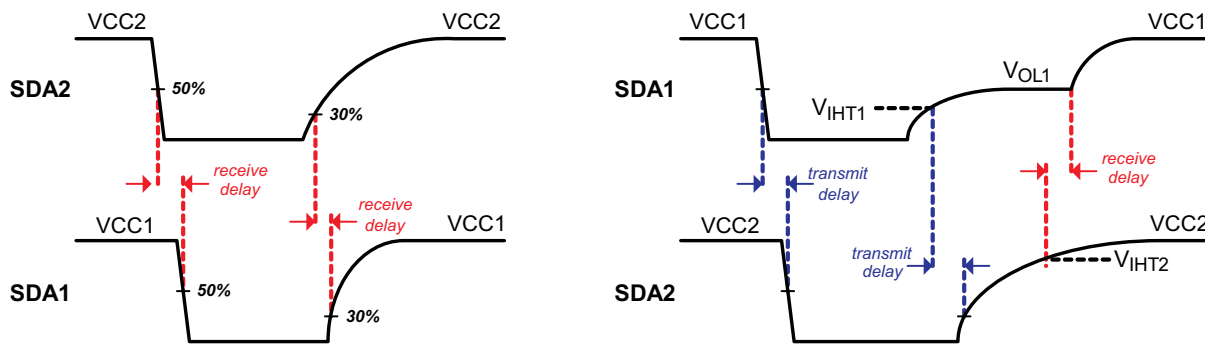 VCC2
VCC2
SDA2
50%
30%
receive
delay
receive
delay
VCC1
VCC1
SDA1
50%
30%
VCC1
VCC1
SDA1
VOL1
VIHT1
transmit
delay
receive
delay
VCC2
VCC2
transmit
delay
VIHT2
SDA2